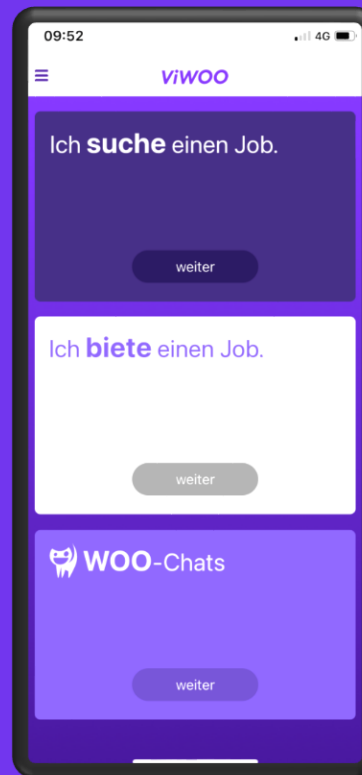 09:52
4G
ViWOO
Ich suche einen Job.
weiter
Ich biete einen Job.
weiter
WOO-Chats
weiter